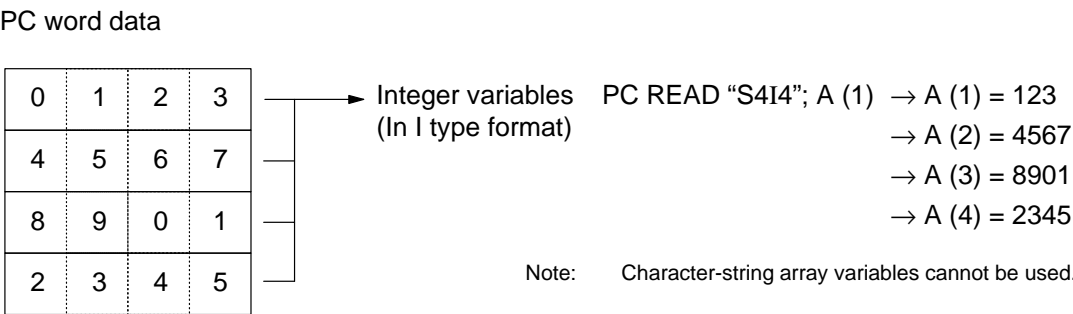 PC word data
0 1 2 3
4 5 6 7
8 9 0 1
2 3 4 5
Integer variables
(In I type format)
PC READ “S4I4”; A (1) → A (1) = 123
→ A (2) = 4567
→ A (3) = 8901
→ A (4) = 2345
Note: Character-string array variables cannot be used.